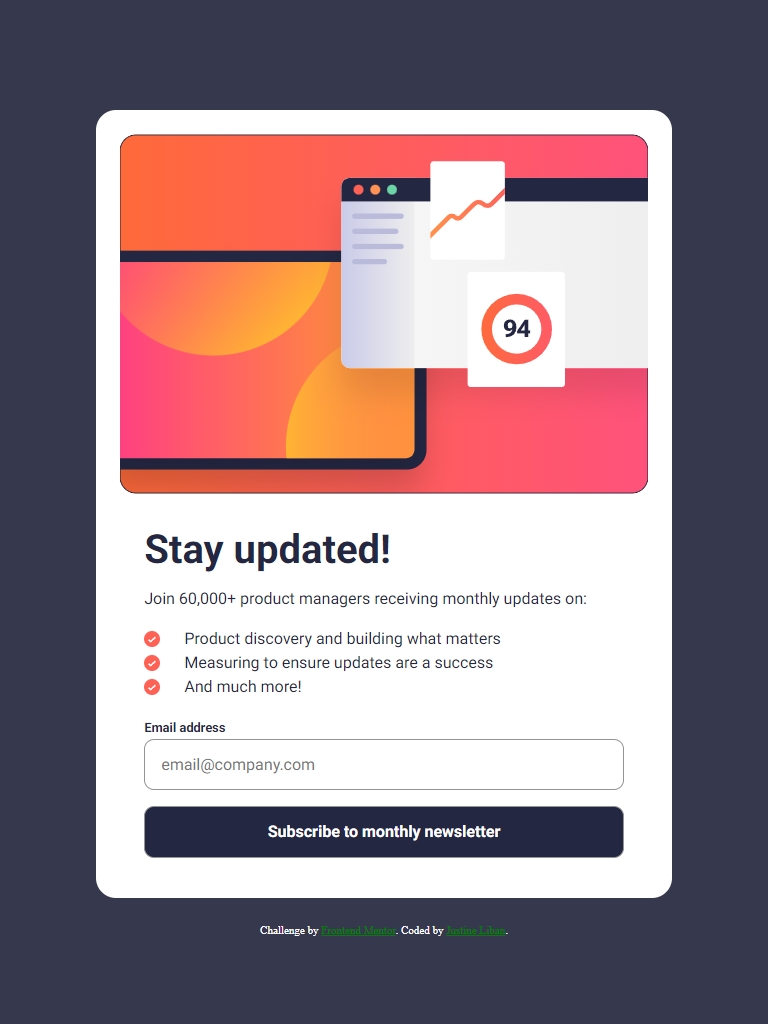 94
Stay updated!
Join 60,000+ product managers receiving monthly updates on:
Product discovery and building what matters
Measuring to ensure updates are a success
And much more!
Email address
email@company.com
Subscribe to monthly newsletter
Challenge by Frontend Mentor. Coded by Justine Liban.